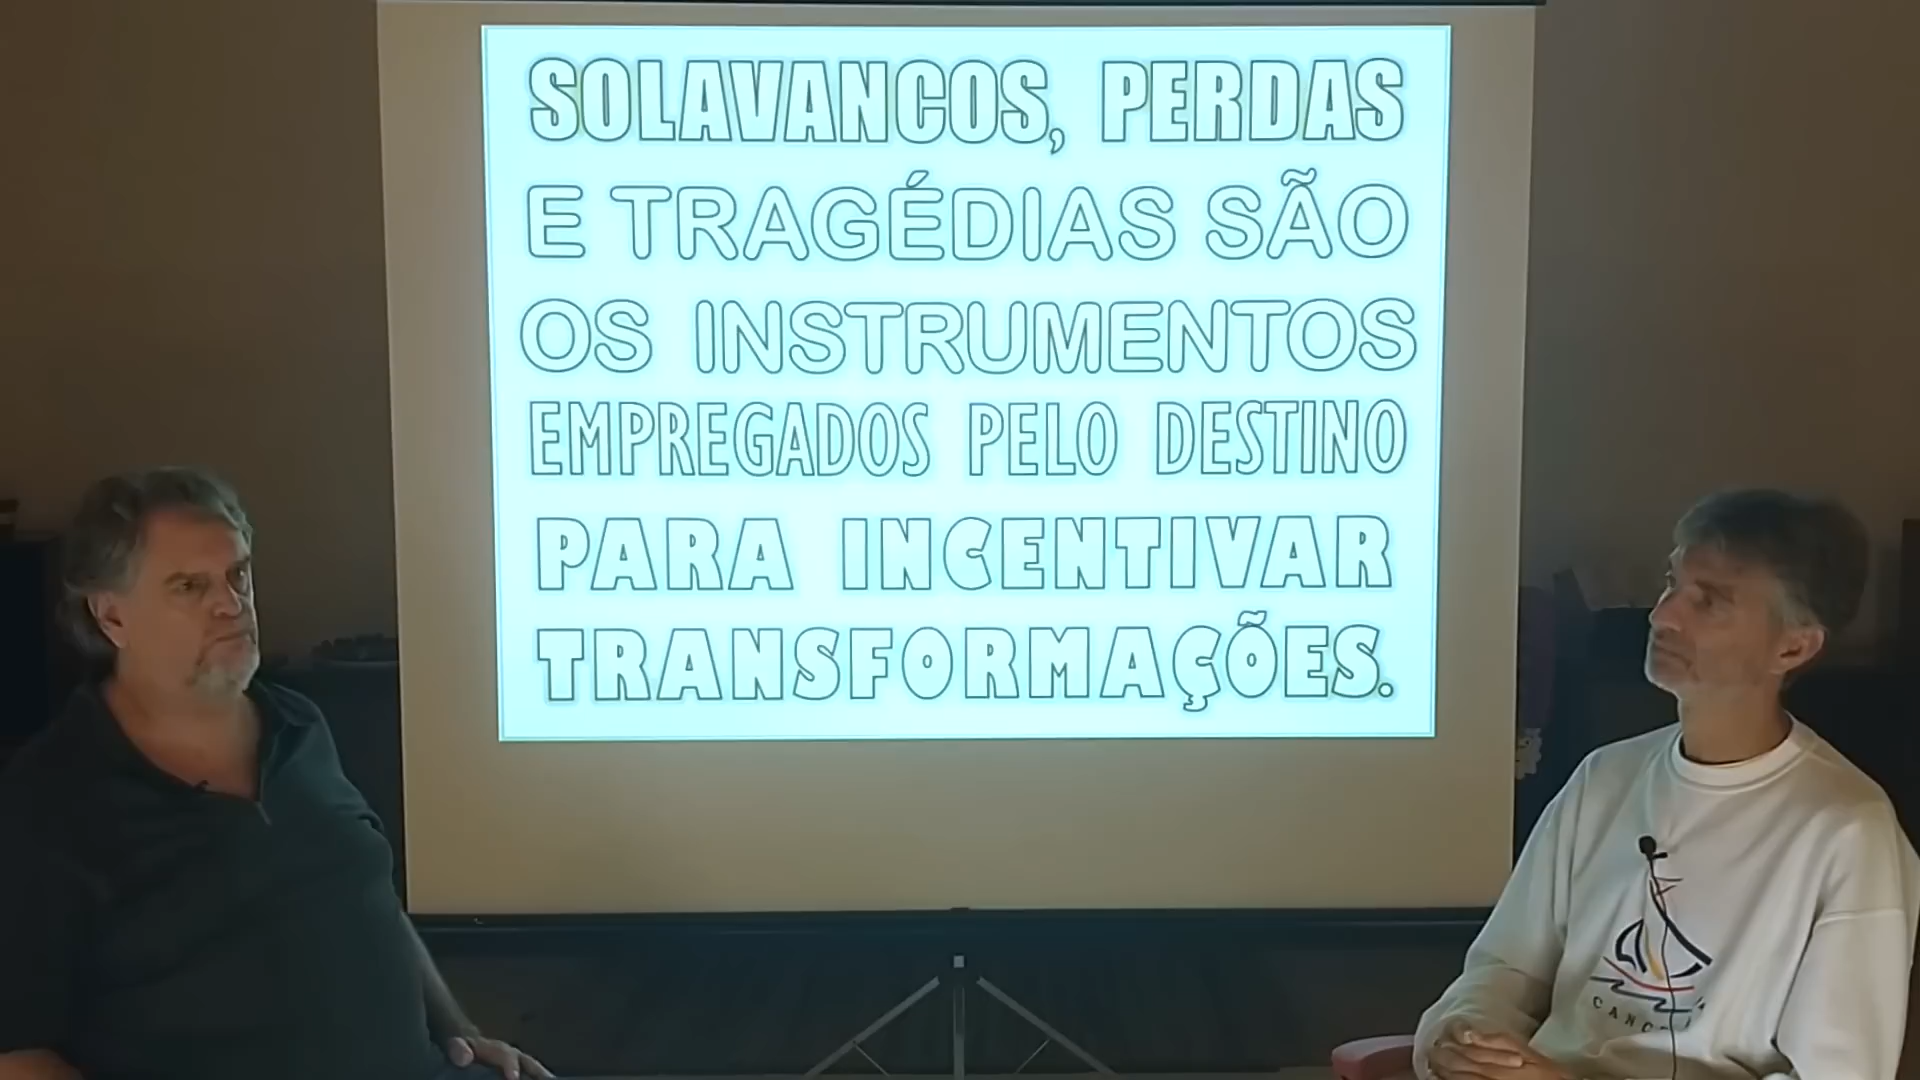 SOLAVANCOS, PERDAS
E TRAGÉDIAS SÃO
OS INSTRUMENTOS
EMPREGADOS PELO DESTINO
PARA INCENTIVAR
TRANSFORMAÇÕES.